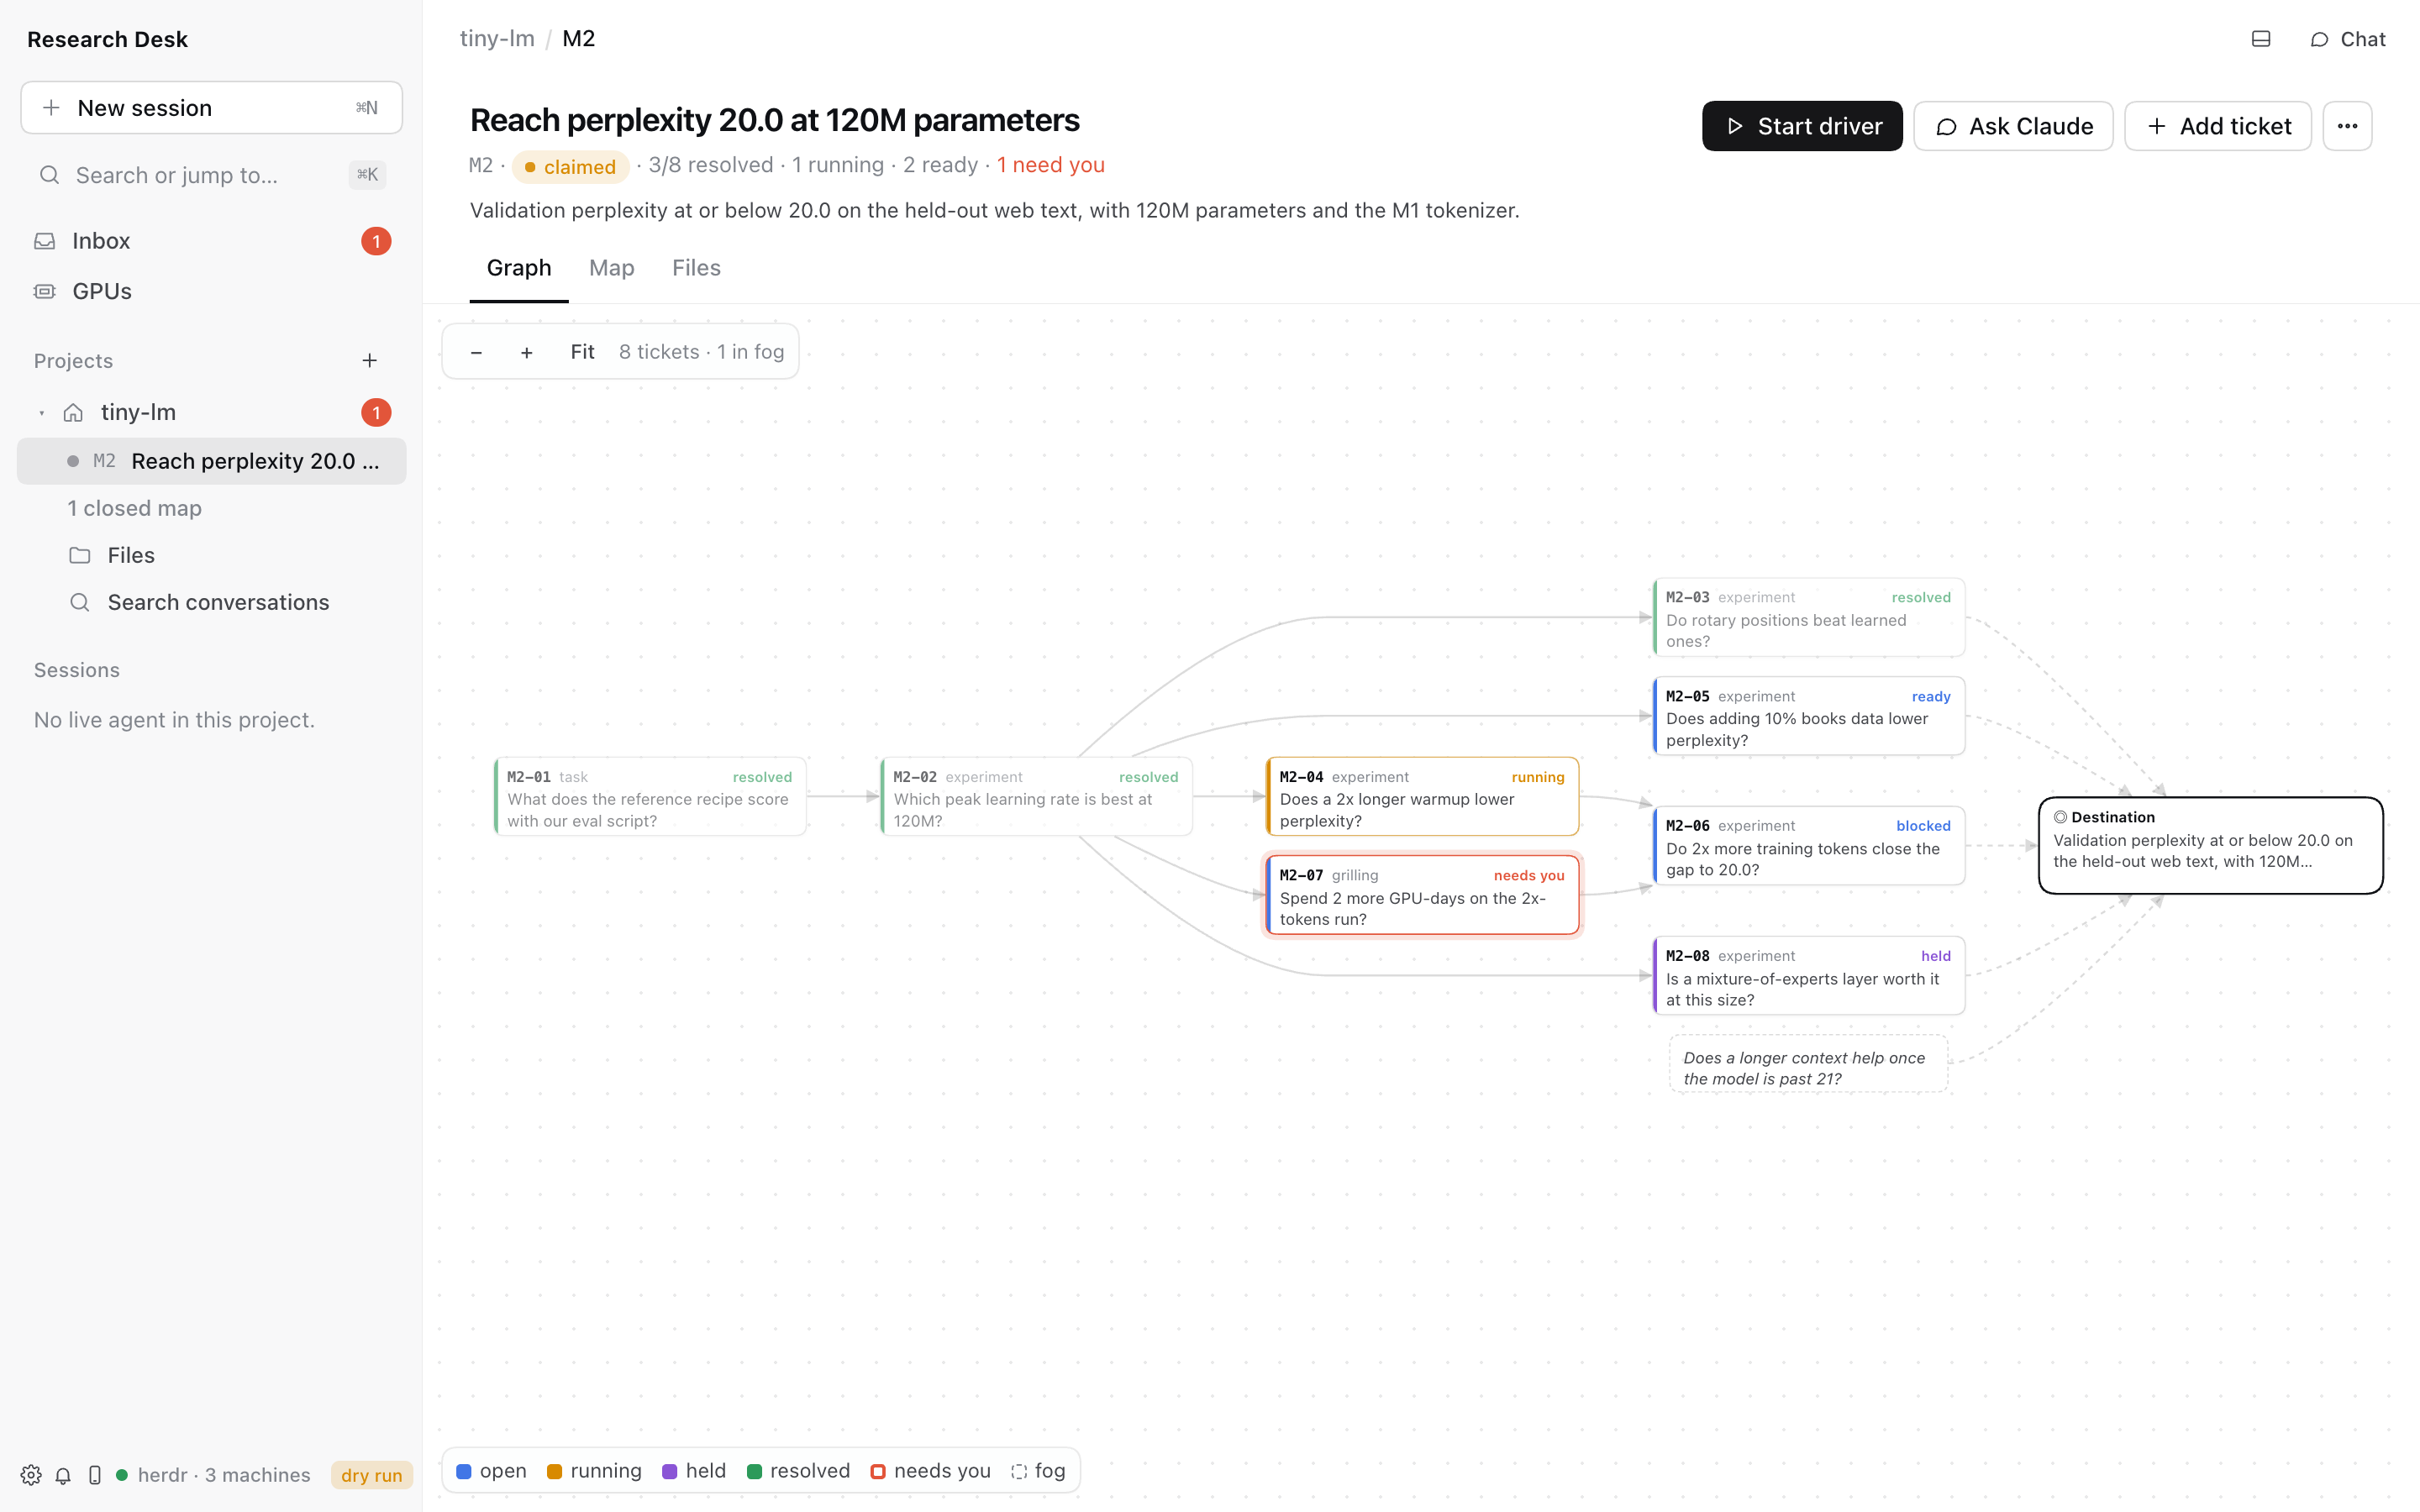 Research Desk
New session ⌘N
Search or jump to... ⌘K
Inbox 1
GPUs
Projects
tiny-lm 1
M2 Reach perplexity 20.0 ...
1 closed map
Files
Search conversations
Sessions
No live agent in this project.
herdr · 3 machines dry run
tiny-lm / M2
Chat
Reach perplexity 20.0 at 120M parameters
Start driver
Ask Claude
Add ticket
M2 · claimed · 3/8 resolved · 1 running · 2 ready · 1 need you
Validation perplexity at or below 20.0 on the held-out web text, with 120M parameters and the M1 tokenizer.
Graph Map Files
− + Fit 8 tickets · 1 in fog
M2-01 task resolved
What does the reference recipe score
with our eval script?
M2-02 experiment resolved
Which peak learning rate is best at
120M?
M2-03 experiment resolved
Do rotary positions beat learned
ones?
M2-05 experiment ready
Does adding 10% books data lower
perplexity?
M2-04 experiment running
Does a 2x longer warmup lower
perplexity?
M2-07 grilling needs you
Spend 2 more GPU-days on the 2x-
tokens run?
M2-06 experiment blocked
Do 2x more training tokens close the
gap to 20.0?
M2-08 experiment held
Is a mixture-of-experts layer worth it
at this size?
Does a longer context help once
the model is past 21?
Destination
Validation perplexity at or below 20.0 on
the held-out web text, with 120M...
open running held resolved needs you fog